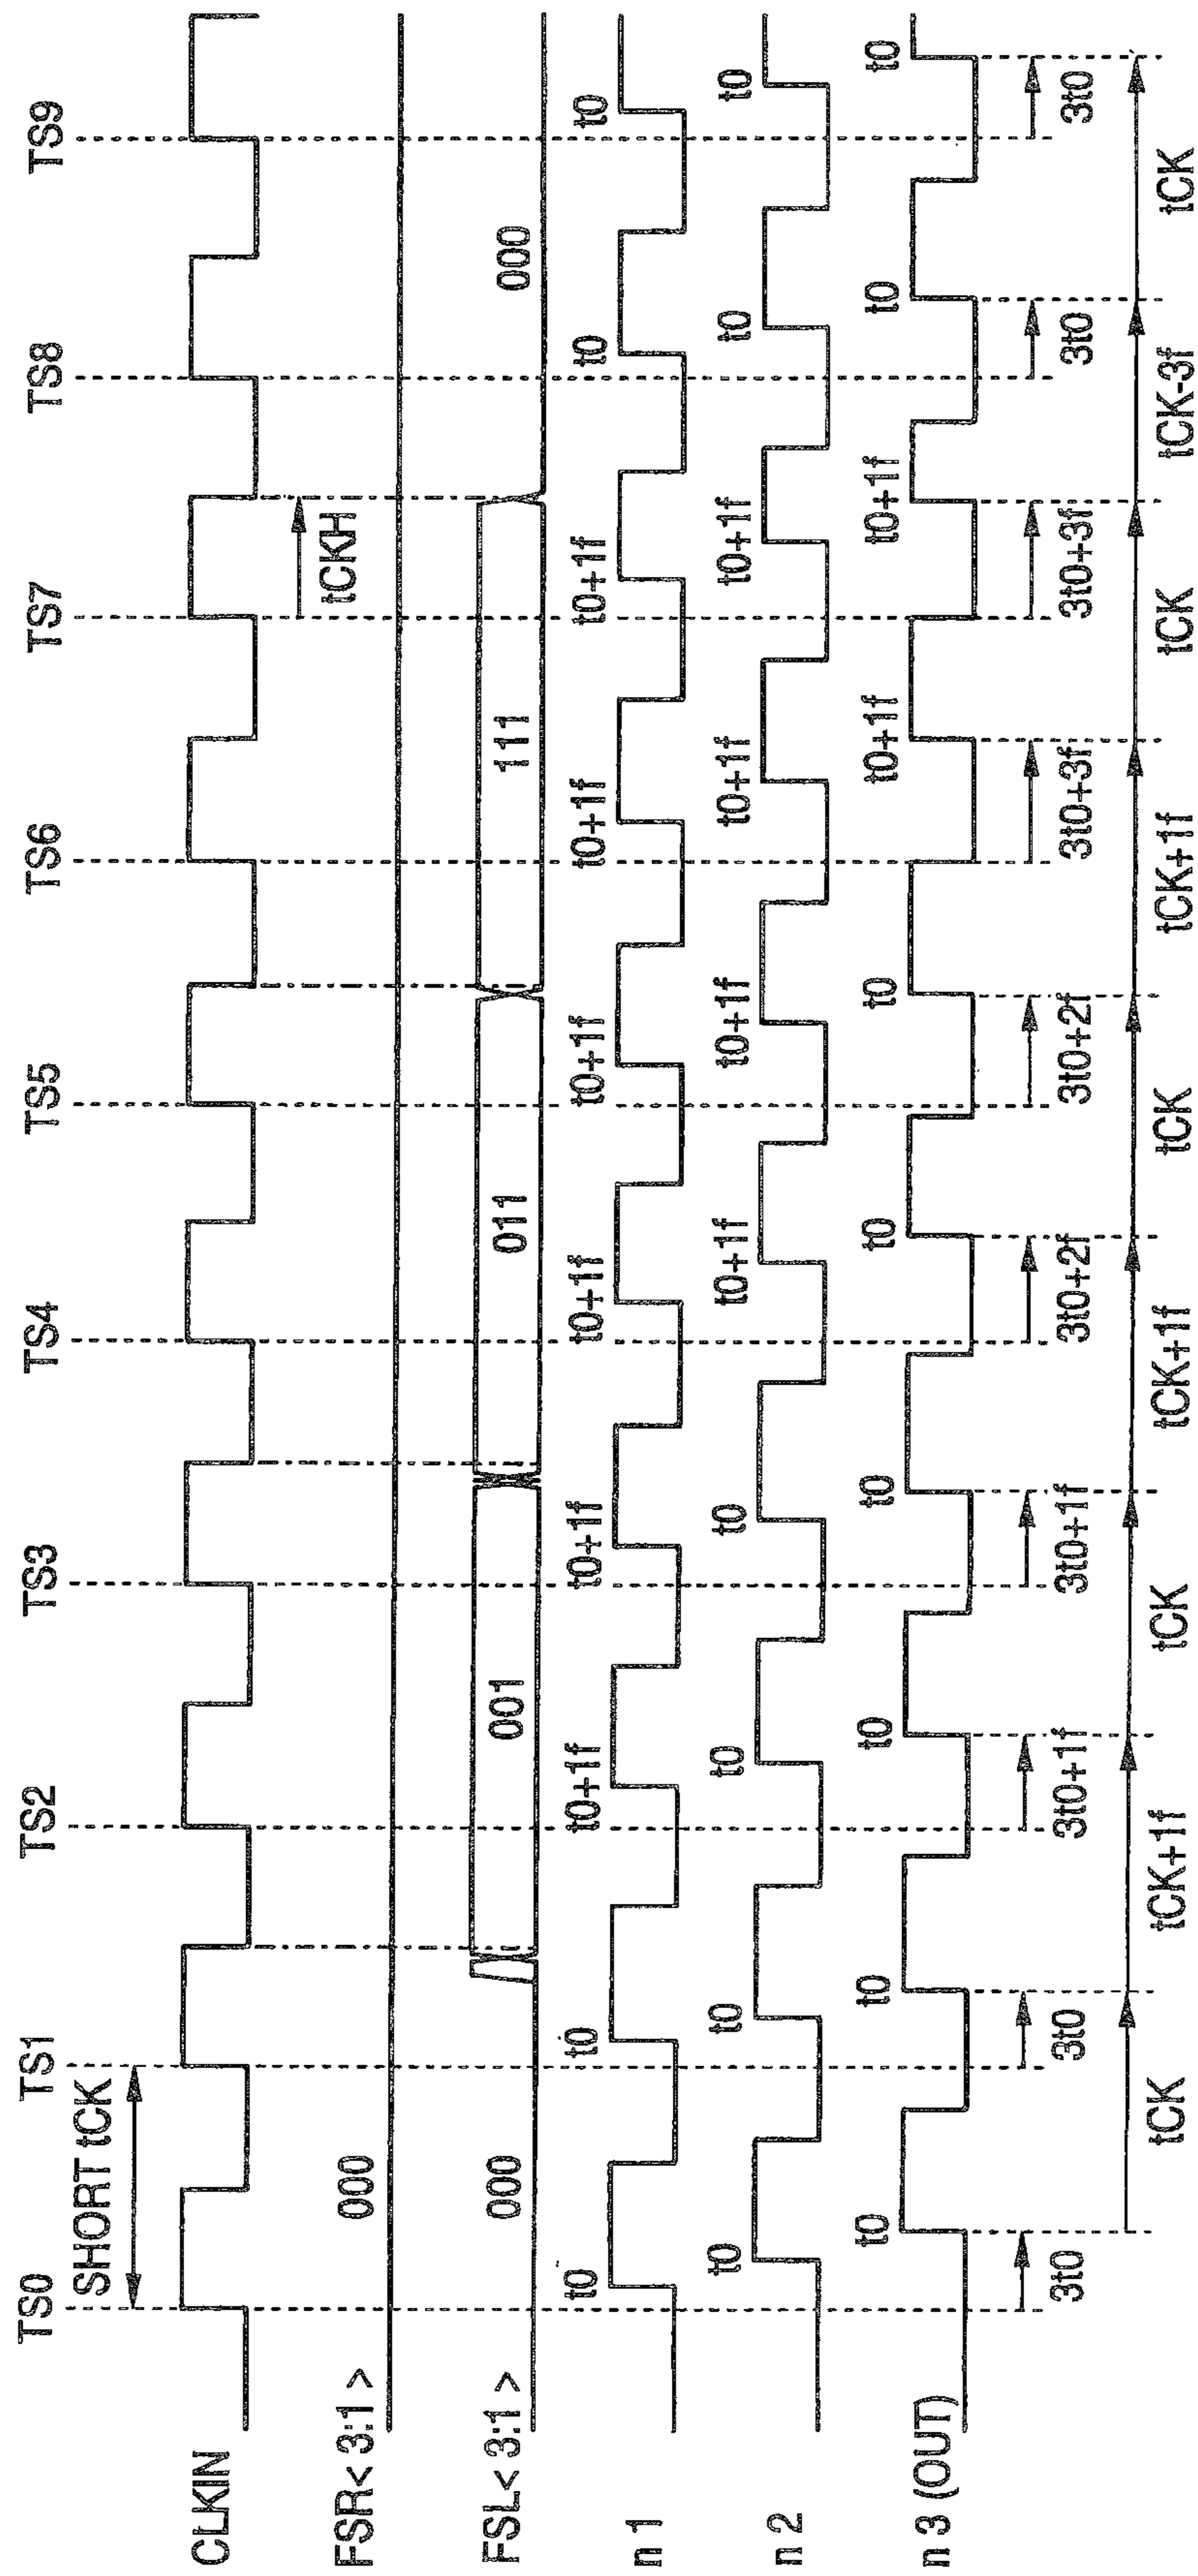 TS0 TS1 TS2 TS3 TS4 TS5 TS6 TS7 TS8 TS9
SHORT tCK
CLKIN
tCKH
FSR< 3:1 > 000
FSL< 3:1 > 000 001 011 111 000
t0 t0 t0+1f t0+1f t0+1f t0+1f t0+1f t0+1f t0 t0
n 1
t0 t0 t0 t0 t0+1f t0+1f t0+1f t0+1f t0 t0
n 2
t0 t0 t0 t0 t0 t0 t0+1f t0+1f t0 t0
n 3 (OUT)
3t0 3t0 3t0+1f 3t0+1f 3t0+2f 3t0+2f 3t0+3f 3t0+3f 3t0 3t0
tCK tCK+1f tCK tCK+1f tCK tCK+1f tCK tCK-3f tCK